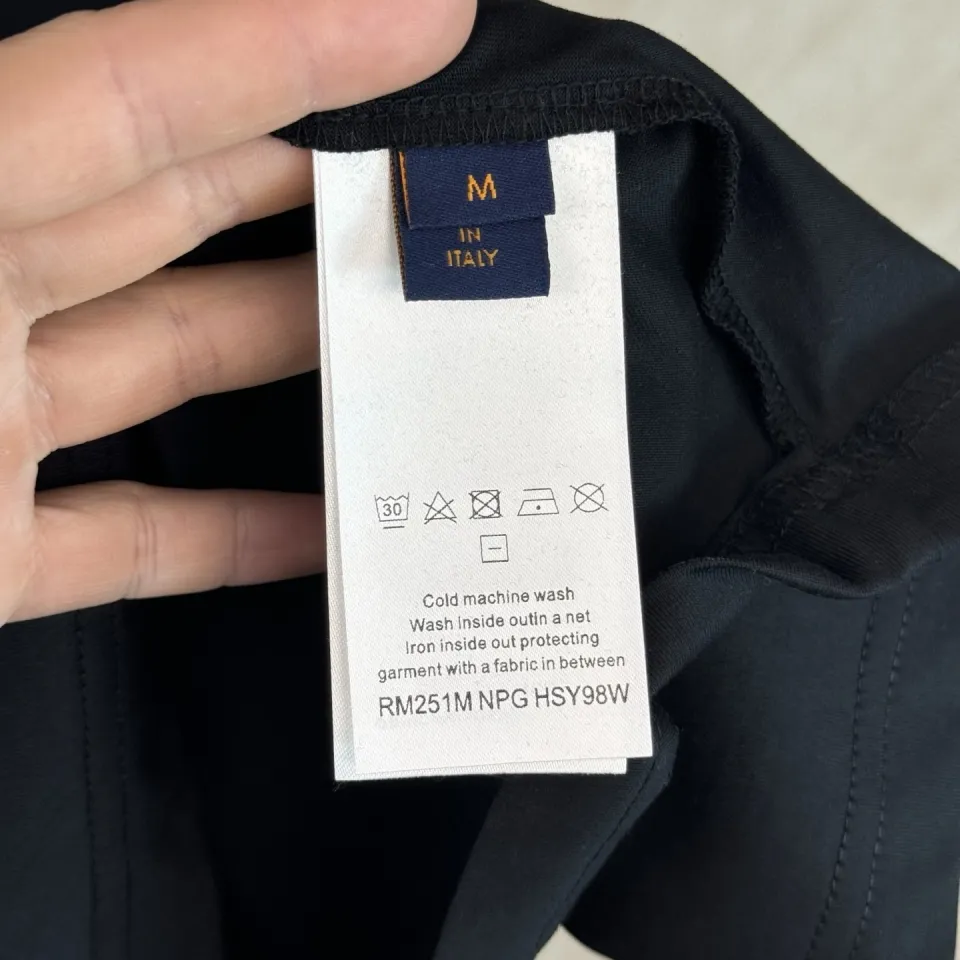 M
IN
ITALY
30
Cold machine wash
Wash inside outin a net
Iron inside out protecting
garment with a fabric in between
RM251M NPG HSY98W